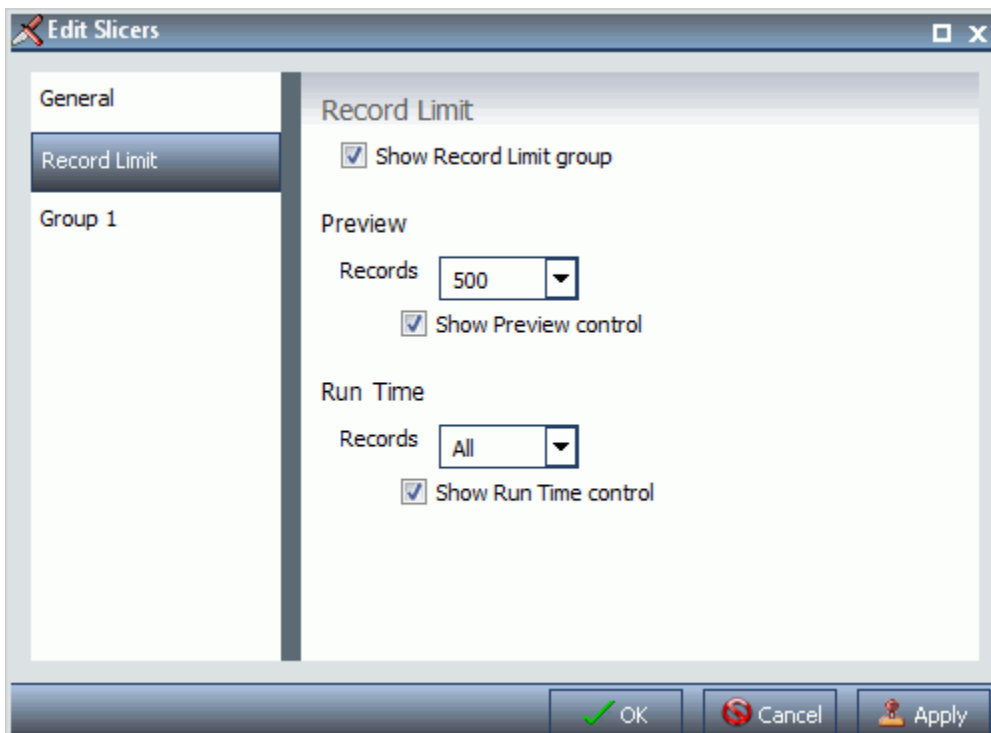 Edit Slicers
General
Record Limit
Group 1
Record Limit
Show Record Limit group
Preview
Records 500
Show Preview control
Run Time
Records All
Show Run Time control
OK Cancel Apply